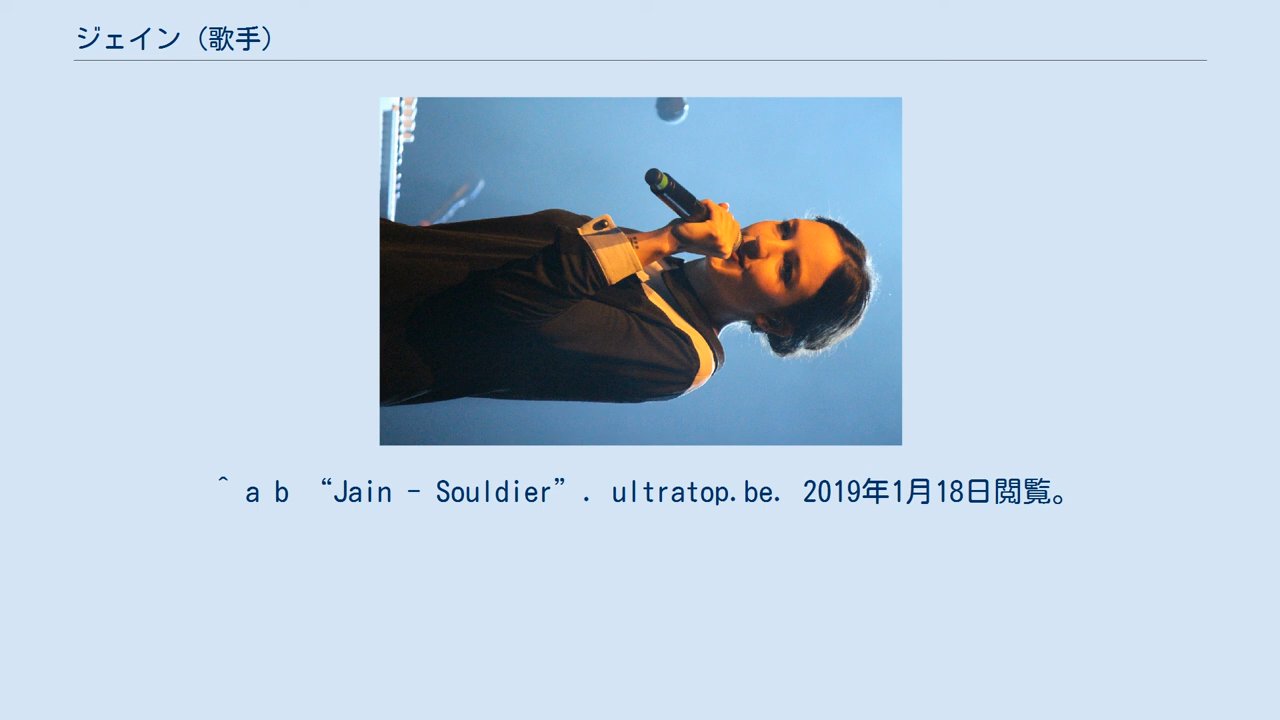 ジェイン（歌手）
^ a b “Jain – Souldier”. ultratop.be. 2019年1月18日閲覧。